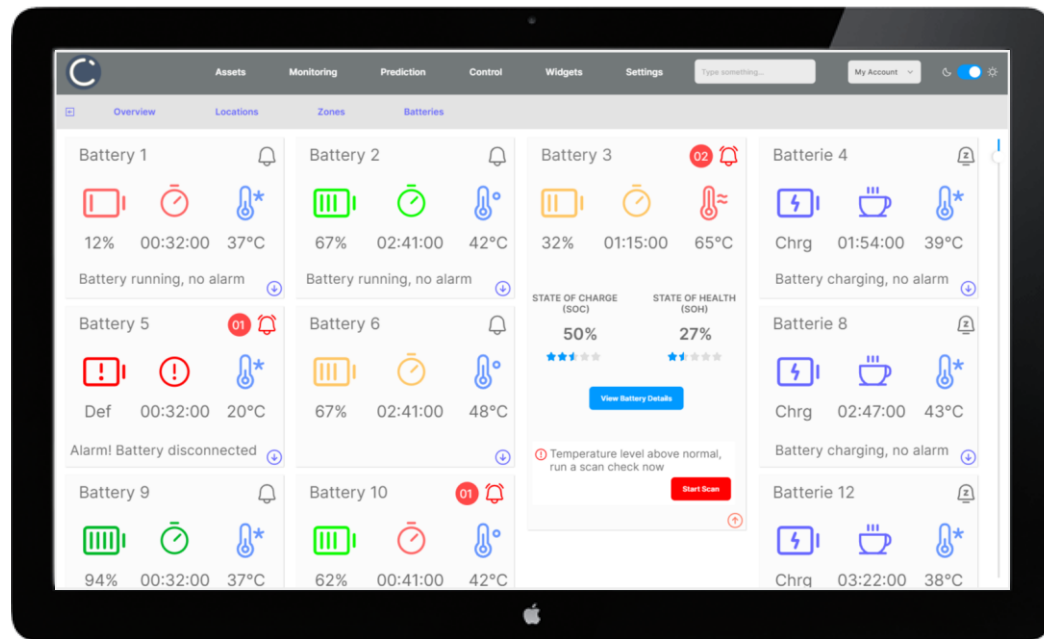 Assets Monitoring Prediction Control Widgets Settings Type something... My Account
Overview Locations Zones Batteries
Battery 1
12% 00:32:00 37°C
Battery running, no alarm
Battery 2
67% 02:41:00 42°C
Battery running, no alarm
Battery 3 02
32% 01:15:00 65°C
STATE OF CHARGE (SOC)
50%
STATE OF HEALTH (SOH)
27%
View Battery Details
Temperature level above normal,
run a scan check now
Start Scan
Batterie 4 z
Chrg 01:54:00 39°C
Battery charging, no alarm
Battery 5 01
Def 00:32:00 20°C
Alarm! Battery disconnected
Battery 6
67% 02:41:00 48°C
Batterie 8 z
Chrg 02:47:00 43°C
Battery charging, no alarm
Battery 9
94% 00:32:00 37°C
Battery 10 01
62% 00:41:00 42°C
Batterie 12 z
Chrg 03:22:00 38°C